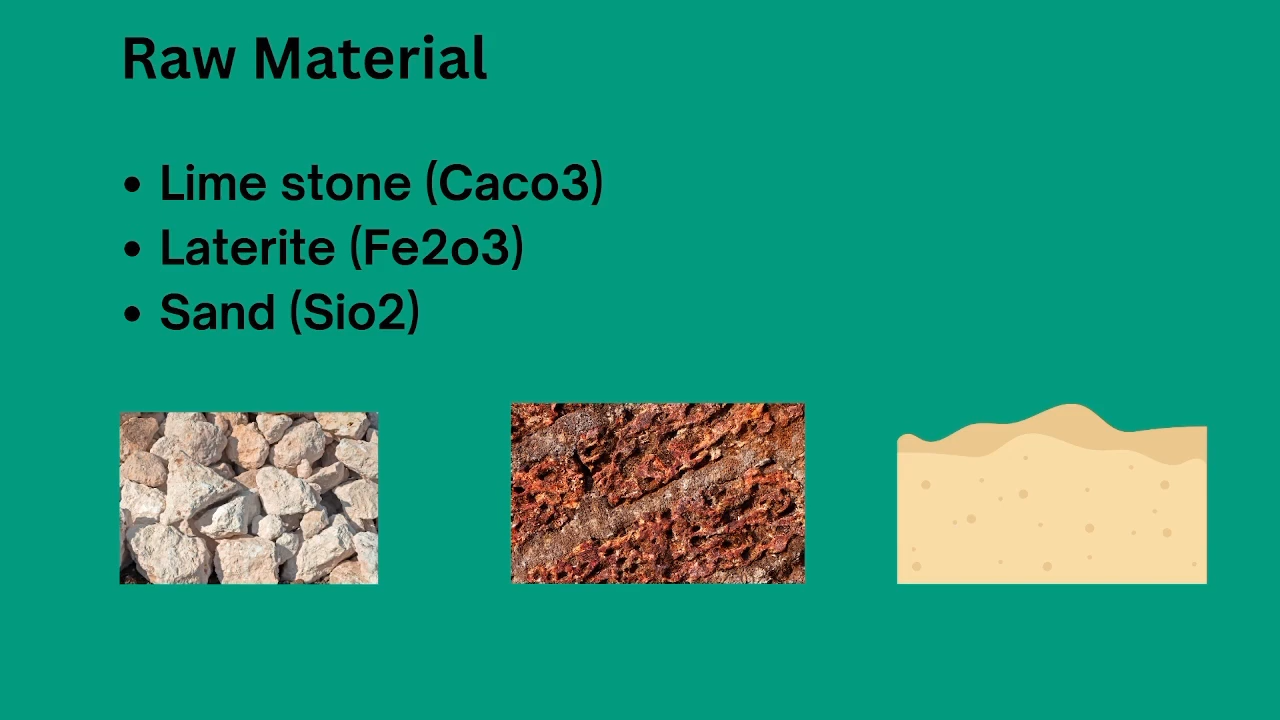 Raw Material
• Lime stone (Caco3)
• Laterite (Fe2o3)
• Sand (Sio2)